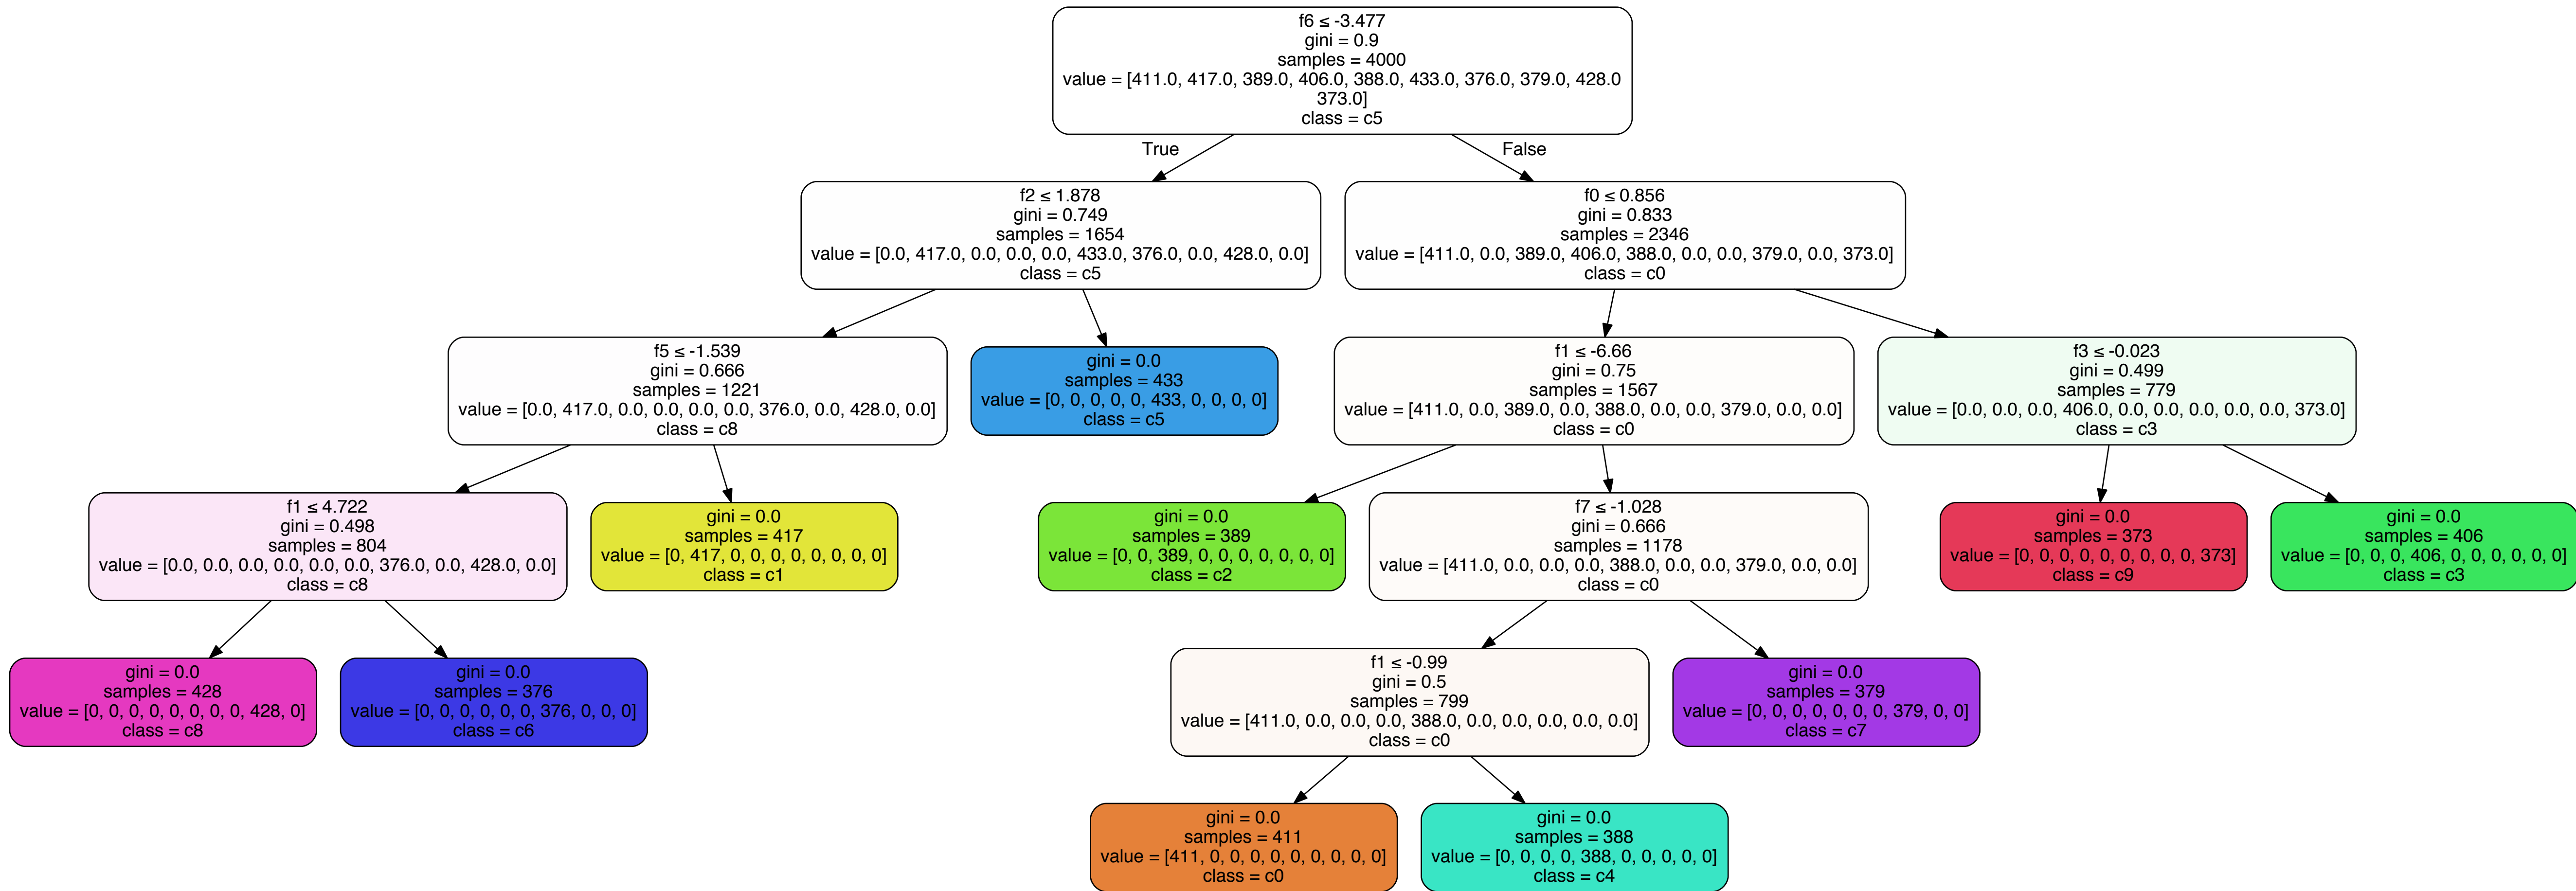 f6 ≤ -3.477
gini = 0.9
samples = 4000
value = [411.0, 417.0, 389.0, 406.0, 388.0, 433.0, 376.0, 379.0, 428.0
373.0]
class = c5
True
False
f2 ≤ 1.878
gini = 0.749
samples = 1654
value = [0.0, 417.0, 0.0, 0.0, 0.0, 433.0, 376.0, 0.0, 428.0, 0.0]
class = c5
f0 ≤ 0.856
gini = 0.833
samples = 2346
value = [411.0, 0.0, 389.0, 406.0, 388.0, 0.0, 0.0, 379.0, 0.0, 373.0]
class = c0
f5 ≤ -1.539
gini = 0.666
samples = 1221
value = [0.0, 417.0, 0.0, 0.0, 0.0, 0.0, 376.0, 0.0, 428.0, 0.0]
class = c8
gini = 0.0
samples = 433
value = [0, 0, 0, 0, 0, 433, 0, 0, 0, 0]
class = c5
f1 ≤ -6.66
gini = 0.75
samples = 1567
value = [411.0, 0.0, 389.0, 0.0, 388.0, 0.0, 0.0, 379.0, 0.0, 0.0]
class = c0
f3 ≤ -0.023
gini = 0.499
samples = 779
value = [0.0, 0.0, 0.0, 406.0, 0.0, 0.0, 0.0, 0.0, 0.0, 373.0]
class = c3
f1 ≤ 4.722
gini = 0.498
samples = 804
value = [0.0, 0.0, 0.0, 0.0, 0.0, 0.0, 376.0, 0.0, 428.0, 0.0]
class = c8
gini = 0.0
samples = 417
value = [0, 417, 0, 0, 0, 0, 0, 0, 0, 0]
class = c1
gini = 0.0
samples = 389
value = [0, 0, 389, 0, 0, 0, 0, 0, 0, 0]
class = c2
f7 ≤ -1.028
gini = 0.666
samples = 1178
value = [411.0, 0.0, 0.0, 0.0, 388.0, 0.0, 0.0, 379.0, 0.0, 0.0]
class = c0
gini = 0.0
samples = 373
value = [0, 0, 0, 0, 0, 0, 0, 0, 0, 373]
class = c9
gini = 0.0
samples = 406
value = [0, 0, 0, 406, 0, 0, 0, 0, 0, 0]
class = c3
gini = 0.0
samples = 428
value = [0, 0, 0, 0, 0, 0, 0, 0, 428, 0]
class = c8
gini = 0.0
samples = 376
value = [0, 0, 0, 0, 0, 0, 376, 0, 0, 0]
class = c6
f1 ≤ -0.99
gini = 0.5
samples = 799
value = [411.0, 0.0, 0.0, 0.0, 388.0, 0.0, 0.0, 0.0, 0.0, 0.0]
class = c0
gini = 0.0
samples = 379
value = [0, 0, 0, 0, 0, 0, 0, 379, 0, 0]
class = c7
gini = 0.0
samples = 411
value = [411, 0, 0, 0, 0, 0, 0, 0, 0, 0]
class = c0
gini = 0.0
samples = 388
value = [0, 0, 0, 0, 388, 0, 0, 0, 0, 0]
class = c4